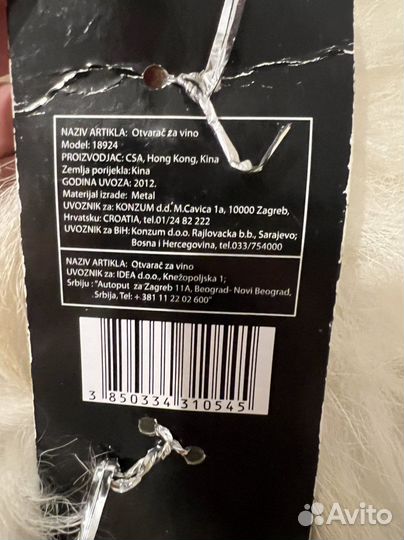 NAZIV ARTIKLA: Otvarač za vino
Model: 18924
PROIZVODJAC: CSA, Hong Kong, Kina
Zemlja porijekla: Kina
GODINA UVOZA: 2012.
Materijal izrade: Metal
UVOZNIK za: KONZUM d.d. M.Cavica 1a, 10000 Zagreb,
Hrvatsku: CROATIA, tel.01/24 82 222
UVOZNIK za BiH: Konzum d.o.o. Rajlovacka b.b., Sarajevo;
Bosna i Hercegovina, tel.033/754000
NAZIV ARTIKLA: Otvarač za vino
UVOZNIK za: IDEA d.o.o., Knežopoljska 1;
Srbiju : "Autoput za Zagreb 11A, Beograd- Novi Beograd,
Srbija, Tel: + 381 11 22 02 600"
3 850334 310545
Avito